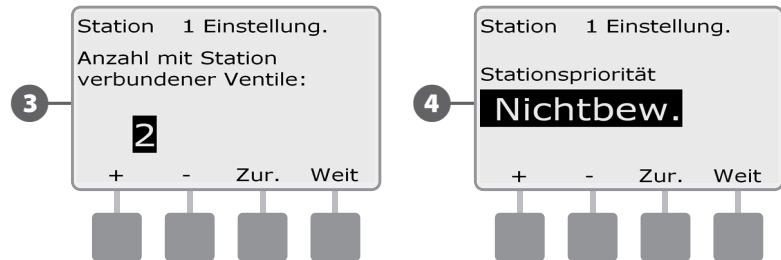 3
Station 1 Einstellung.
Anzahl mit Station
verbundener Ventile:
2
+ - Zur. Weit
4
Station 1 Einstellung.
Stationspriorität
Nichtbew.
+ - Zur. Weit